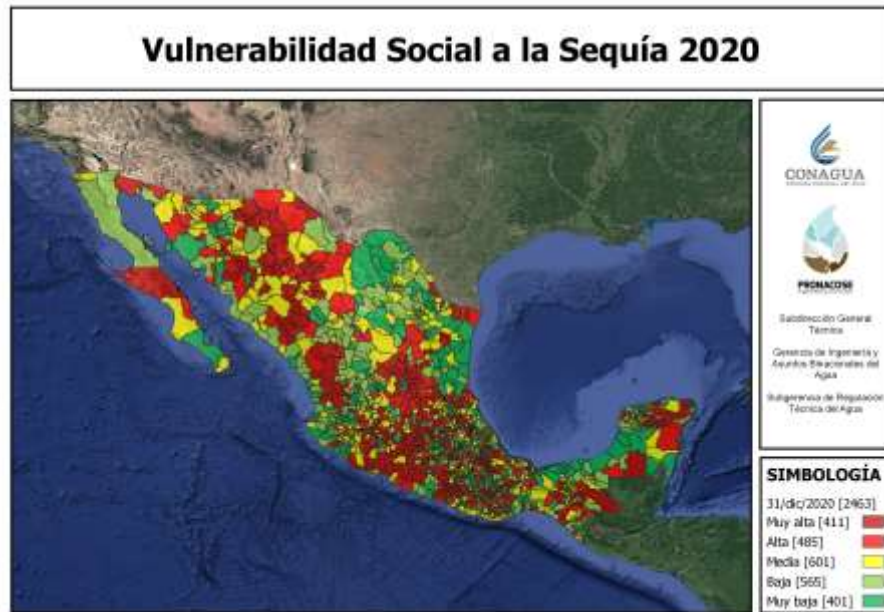 Vulnerabilidad Social a la Sequía 2020
CONAGUA
PRONACOSE
Subdirección General
Técnica
Gerencia de Ingeniería y
Asuntos Binacionales del
Agua
Subgerencia de Regulación
Técnica del Agua
SIMBOLOGÍA
31/dic/2020 [2463]
Muy alta [411]
Alta [485]
Media [601]
Baja [565]
Muy baja [401]